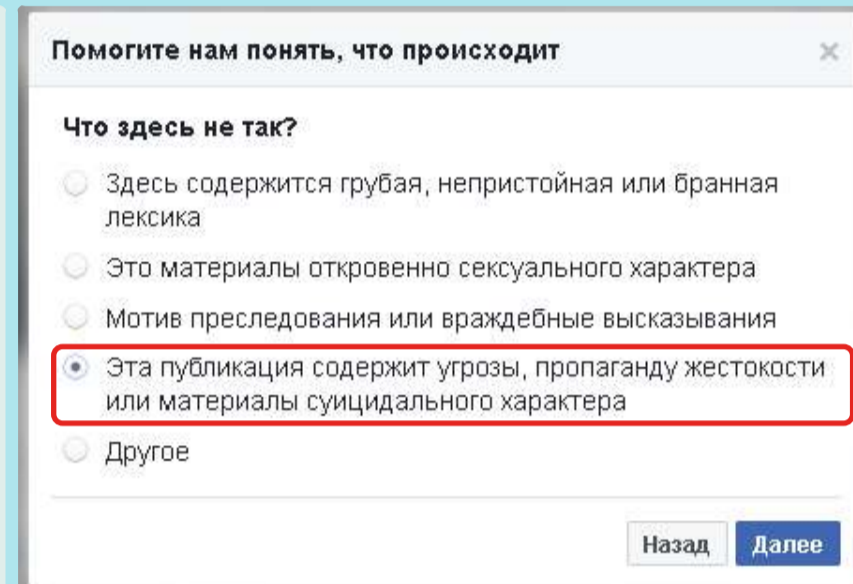 Помогите нам понять, что происходит
Что здесь не так?
Здесь содержится грубая, непристойная или бранная
лексика
Это материалы откровенно сексуального характера
Мотив преследования или враждебные высказывания
Эта публикация содержит угрозы, пропаганду жестокости
или материалы суицидального характера
Другое
Назад Далее